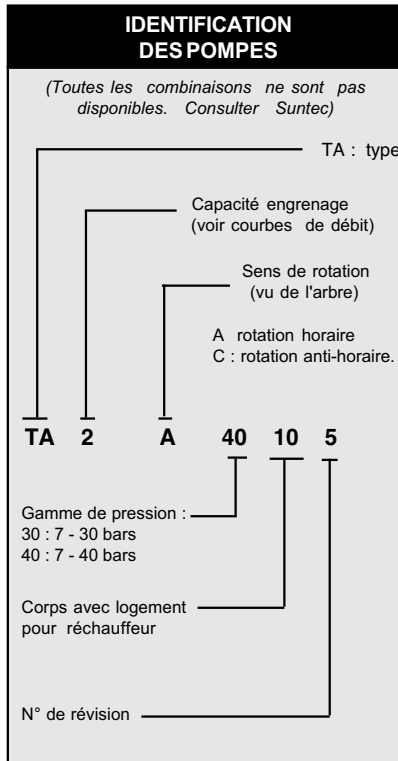 IDENTIFICATION
DES POMPES
(Toutes les combinaisons ne sont pas
disponibles. Consulter Suntec)
TA : type
Capacité engrenage
(voir courbes de débit)
Sens de rotation
(vu de l'arbre)
A rotation horaire
C : rotation anti-horaire.
TA 2 A 40 10 5
Gamme de pression :
30 : 7 - 30 bars
40 : 7 - 40 bars
Corps avec logement
pour réchauffeur
N° de révision